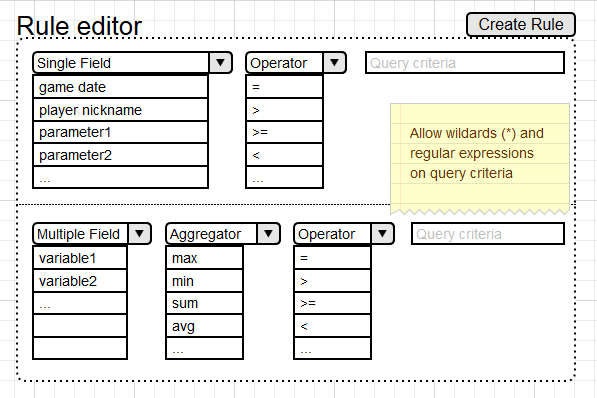 Rule editor
Create Rule
Single Field ▼ Operator ▼ Query criteria
game date =
player nickname >
parameter1 >=
parameter2 <
... ...
Allow wildards (*) and
regular expressions
on query criteria
Multiple Field ▼ Aggregator ▼ Operator ▼ Query criteria
variable1 max =
variable2 min >
... sum >=
avg <
... ...